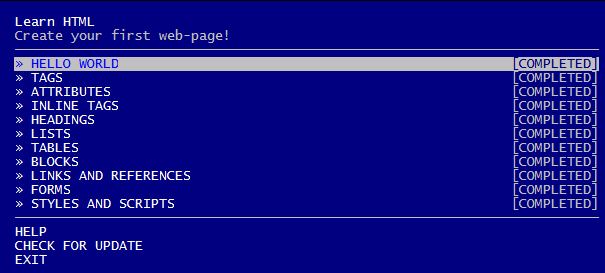 Learn HTML
Create your first web-page!
» HELLO WORLD [COMPLETED]
» TAGS [COMPLETED]
» ATTRIBUTES [COMPLETED]
» INLINE TAGS [COMPLETED]
» HEADINGS [COMPLETED]
» LISTS [COMPLETED]
» TABLES [COMPLETED]
» BLOCKS [COMPLETED]
» LINKS AND REFERENCES [COMPLETED]
» FORMS [COMPLETED]
» STYLES AND SCRIPTS [COMPLETED]
HELP
CHECK FOR UPDATE
EXIT